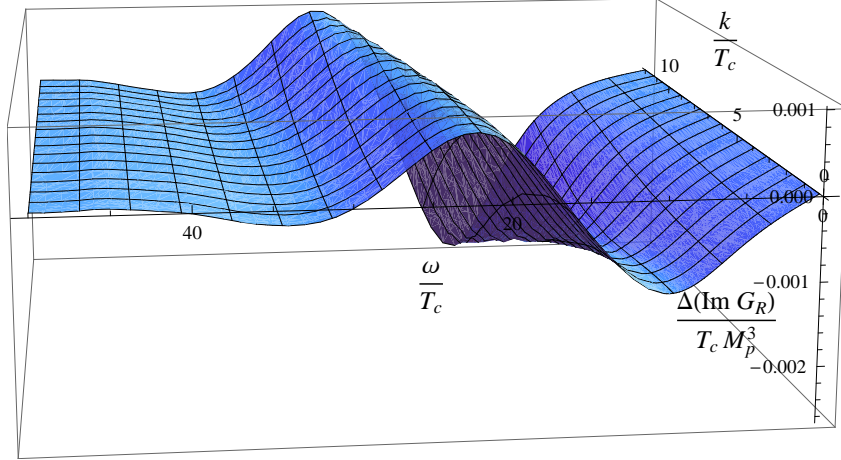 k
T_c
10
5
0.001
0
0.000
0
20
40
ω
T_c
−0.001
Δ(Im G_R)
T_c M_p^3
−0.002